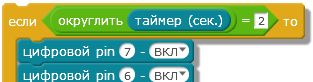 если округлить таймер (сек.) = 2 то
цифровой pin 7 - ВКЛ
цифровой pin 6 - ВКЛ